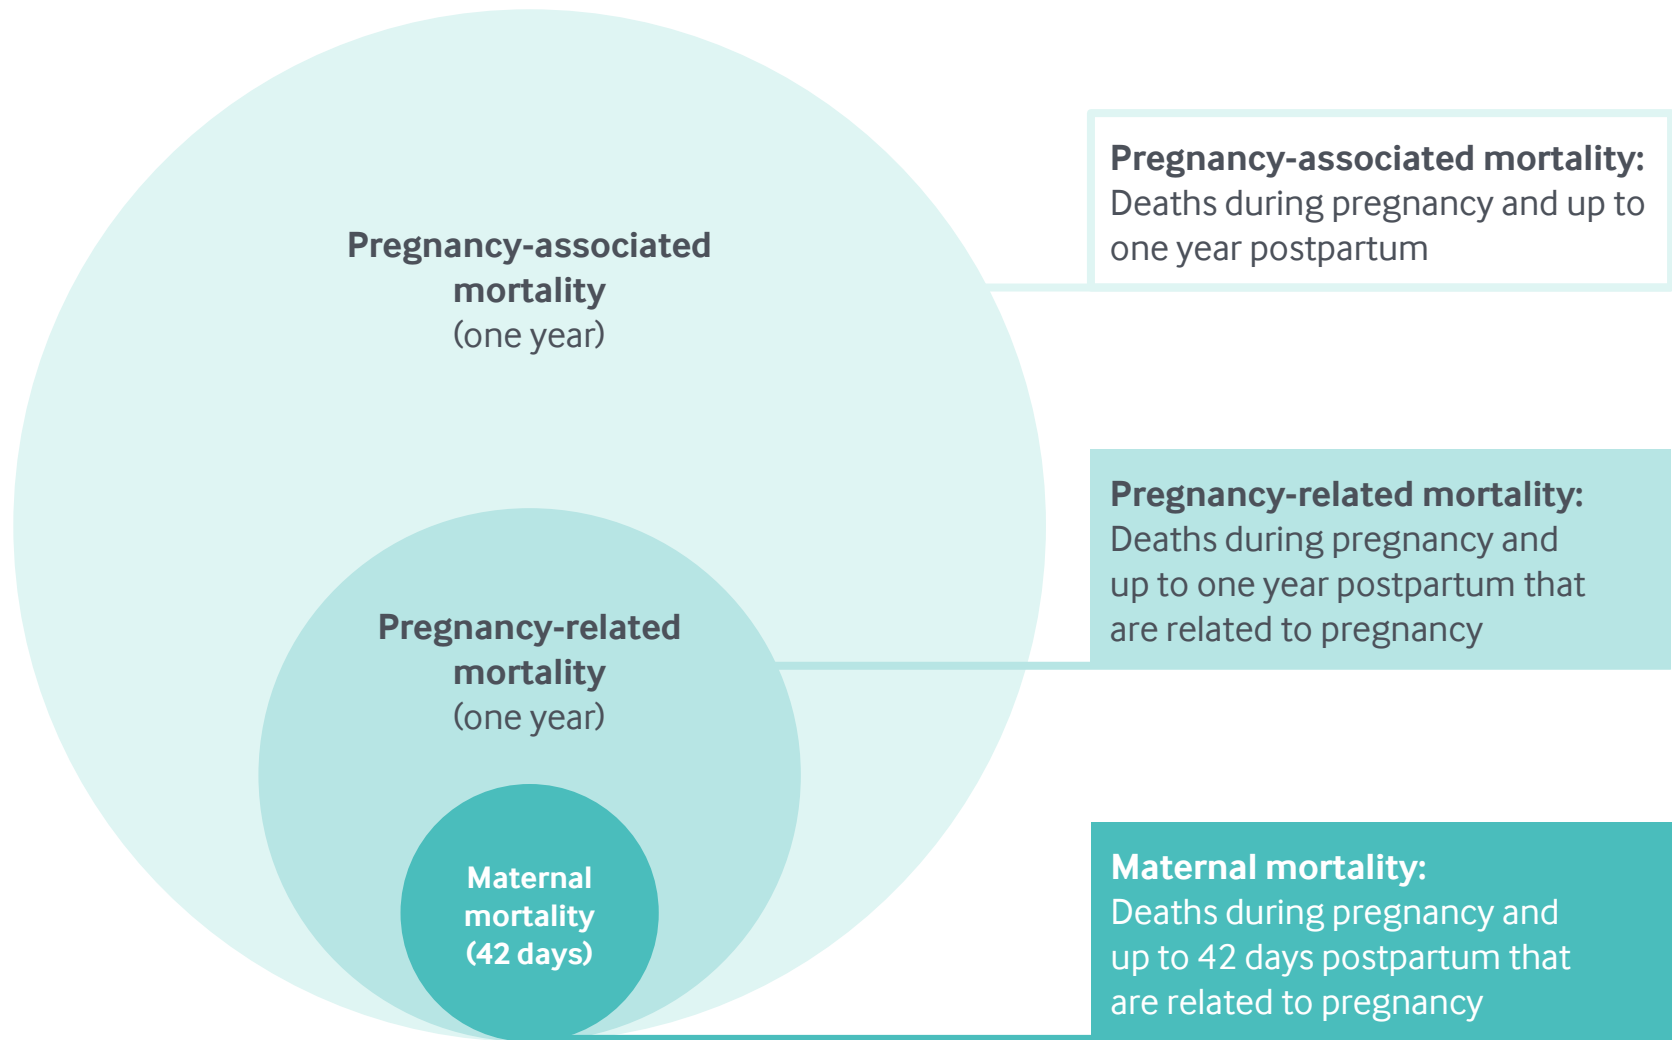 Pregnancy-associated
mortality
(one year)
Pregnancy-related
mortality
(one year)
Maternal
mortality
(42 days)
Pregnancy-associated mortality:
Deaths during pregnancy and up to
one year postpartum
Pregnancy-related mortality:
Deaths during pregnancy and
up to one year postpartum that
are related to pregnancy
Maternal mortality:
Deaths during pregnancy and
up to 42 days postpartum that
are related to pregnancy